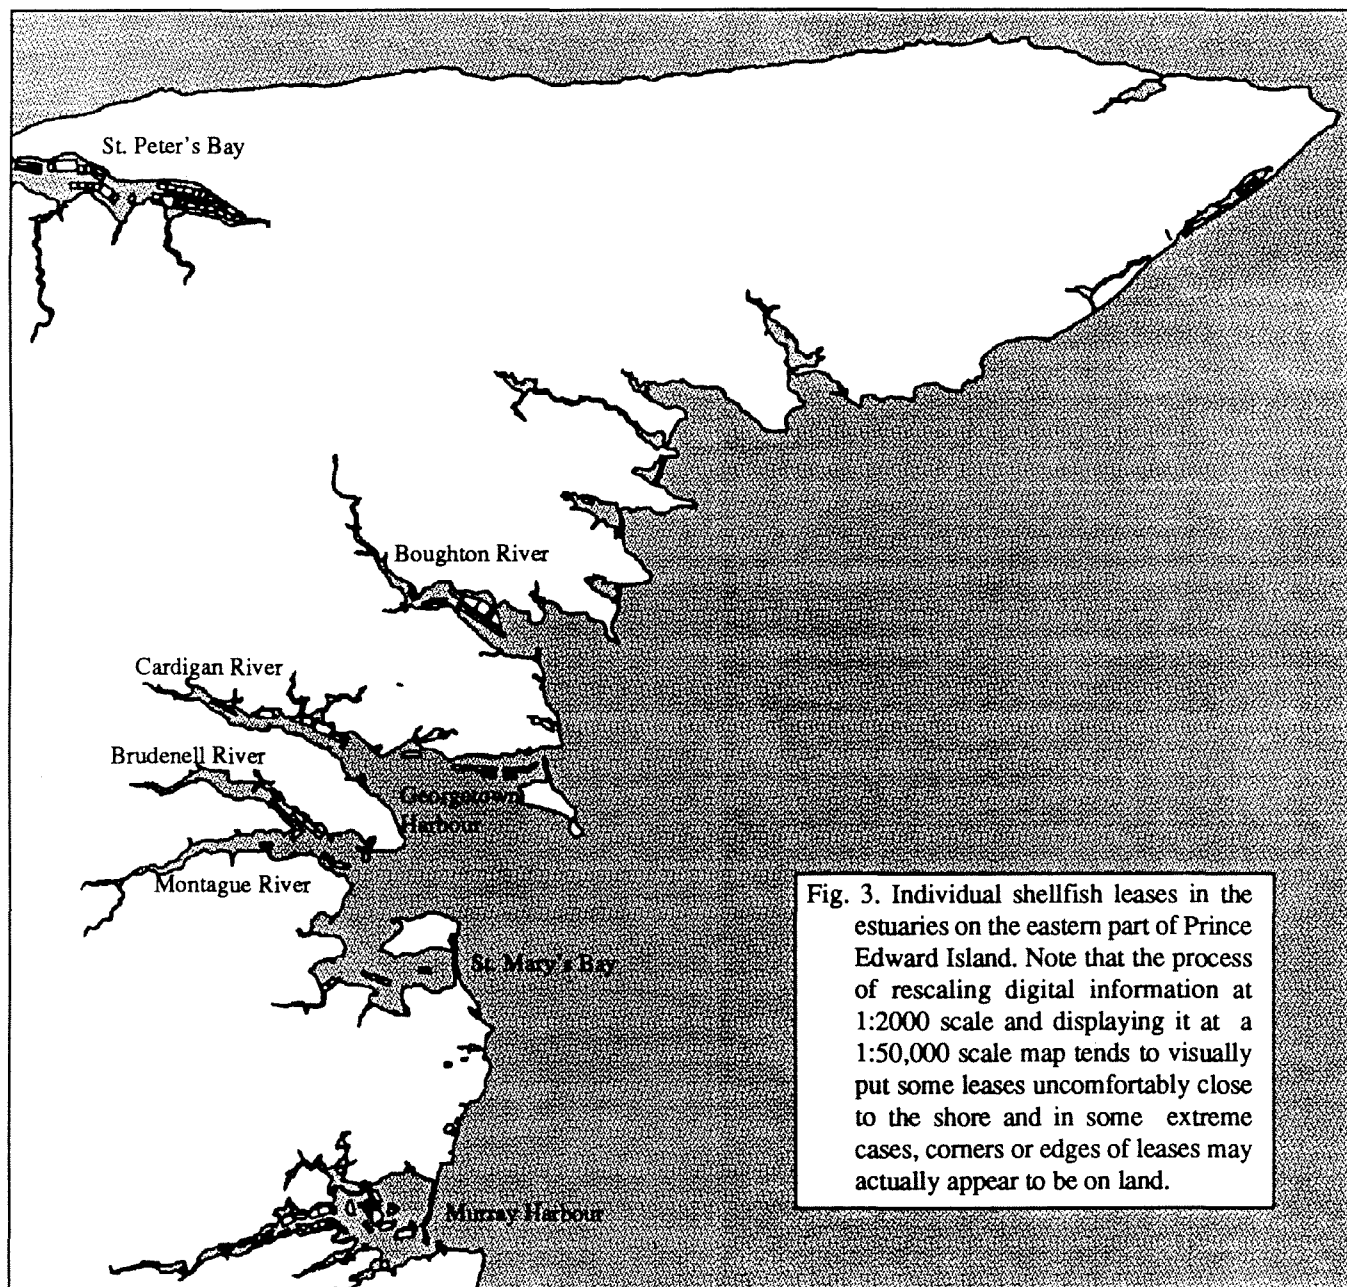 St. Peter's Bay
Boughton River
Cardigan River
Brudenell River
Georgetown
Harbour
Montague River
St. Mary's Bay
Murray Harbour
Fig. 3. Individual shellfish leases in the
estuaries on the eastern part of Prince
Edward Island. Note that the process
of rescaling digital information at
1:2000 scale and displaying it at a
1:50,000 scale map tends to visually
put some leases uncomfortably close
to the shore and in some extreme
cases, corners or edges of leases may
actually appear to be on land.